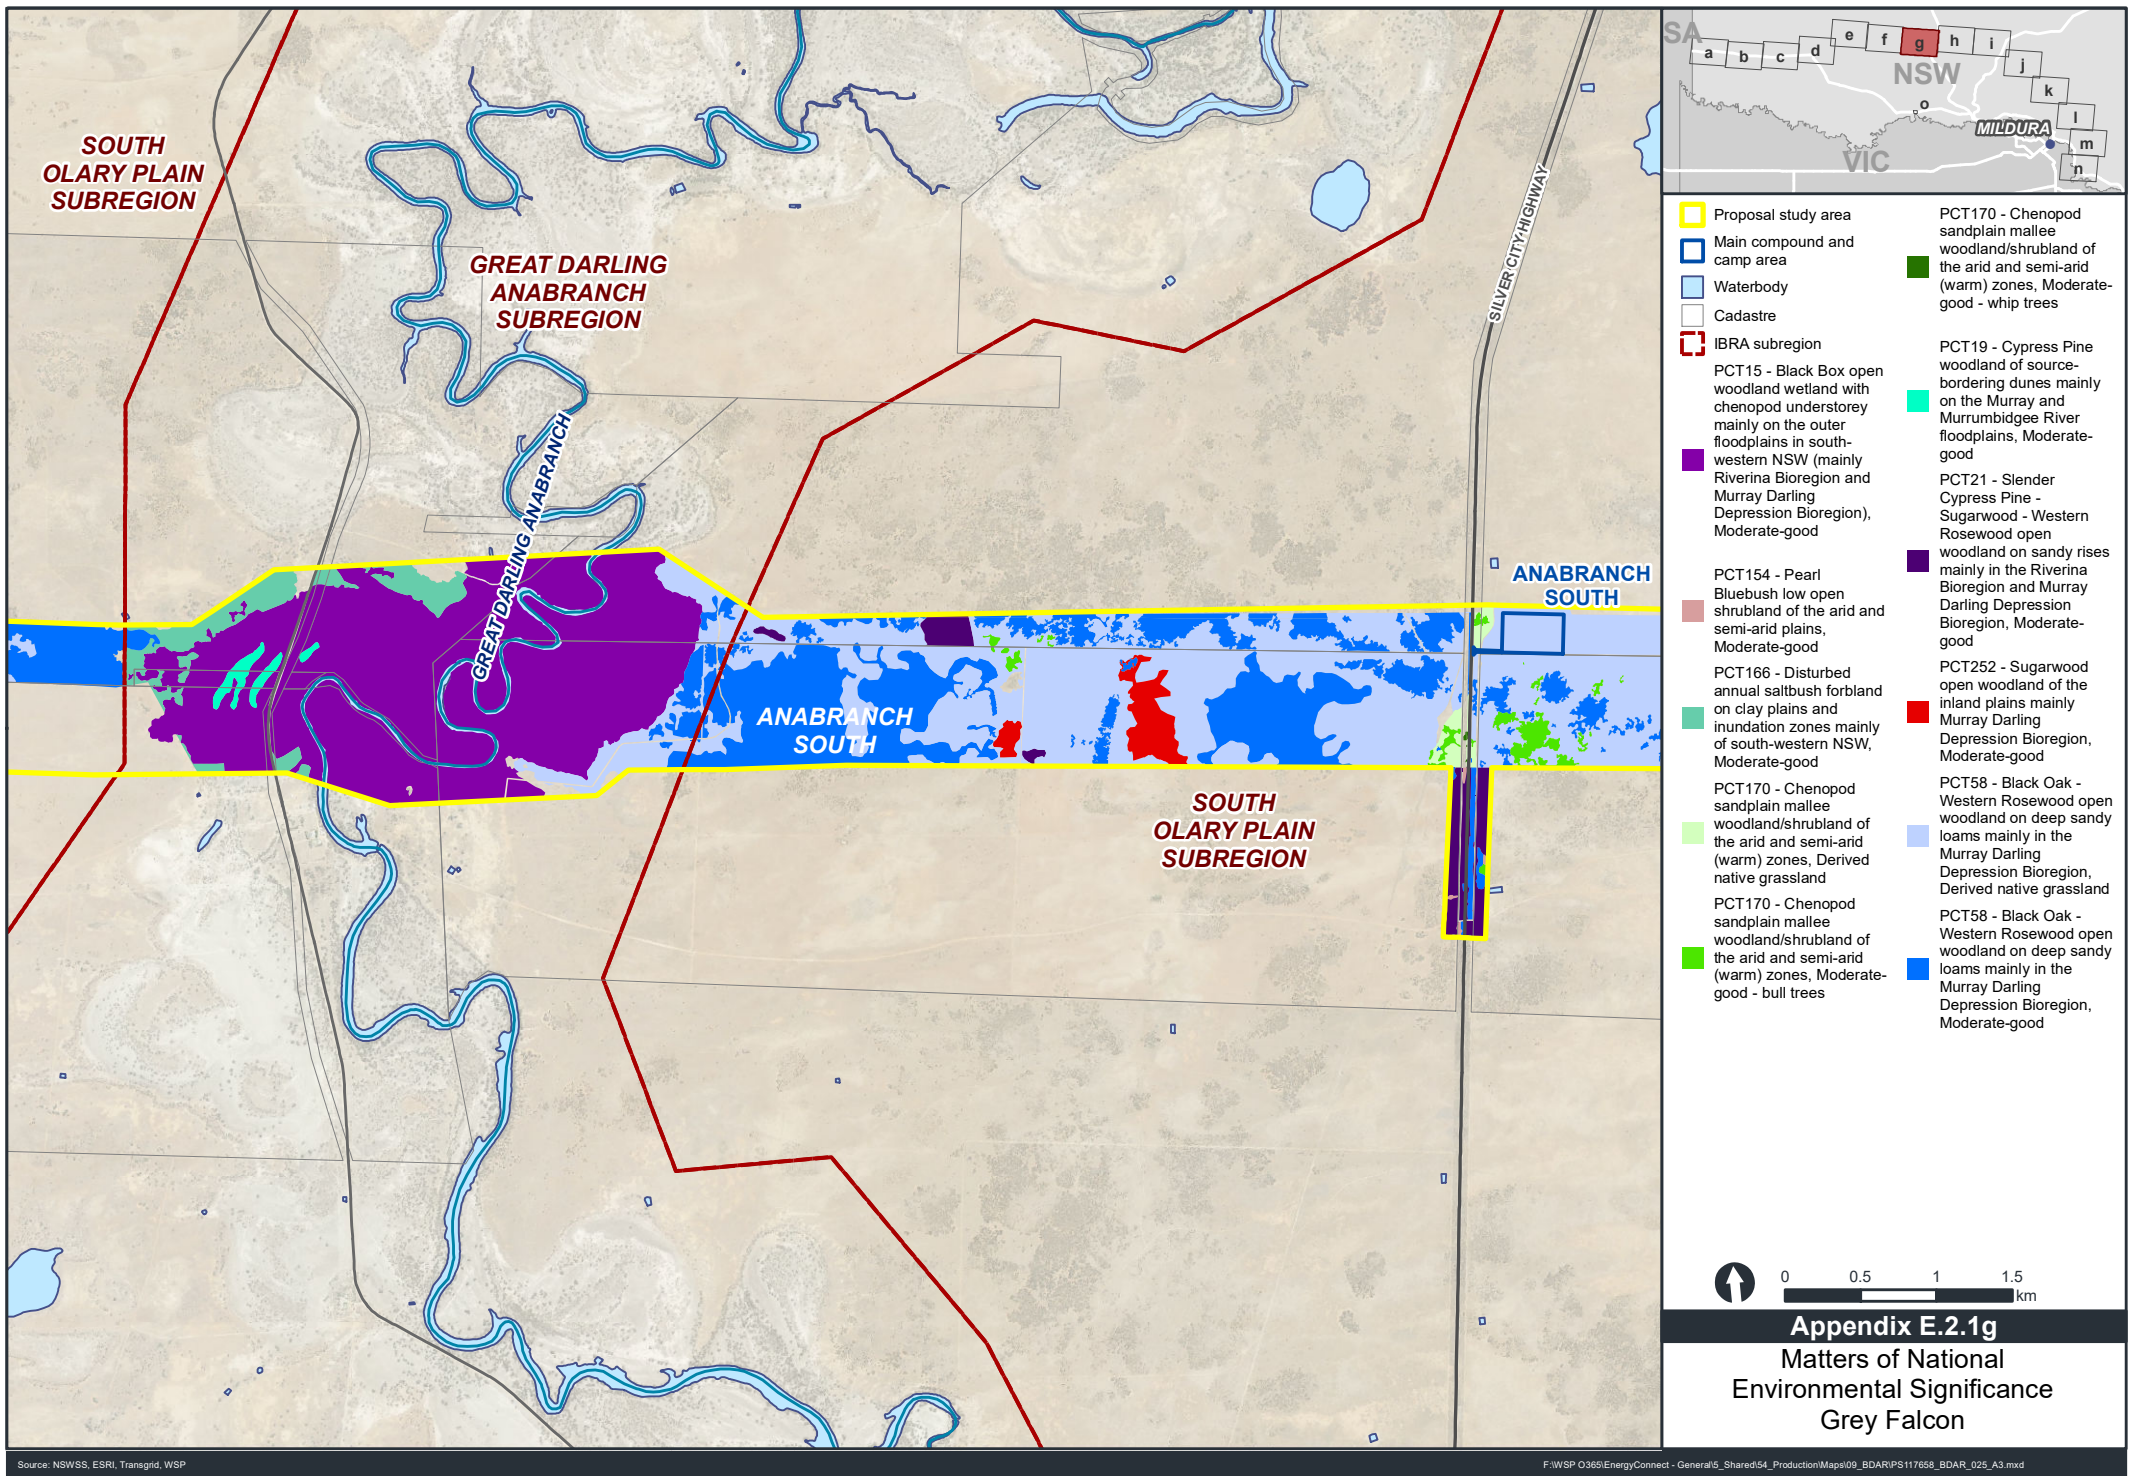 SOUTH
OLARY PLAIN
SUBREGION
GREAT DARLING
ANABRANCH
SUBREGION
SILVER CITY HIGHWAY
GREAT DARLING ANABRANCH
ANABRANCH
SOUTH
ANABRANCH
SOUTH
SOUTH
OLARY PLAIN
SUBREGION
SA
a
b
c
d
e
f
g
h
i
j
k
l
m
n
o
NSW
MILDURA
VIC
Proposal study area
Main compound and
camp area
Waterbody
Cadastre
IBRA subregion
PCT15 - Black Box open
woodland wetland with
chenopod understorey
mainly on the outer
floodplains in south-
western NSW (mainly
Riverina Bioregion and
Murray Darling
Depression Bioregion),
Moderate-good
PCT154 - Pearl
Bluebush low open
shrubland of the arid and
semi-arid plains,
Moderate-good
PCT166 - Disturbed
annual saltbush forbland
on clay plains and
inundation zones mainly
of south-western NSW,
Moderate-good
PCT170 - Chenopod
sandplain mallee
woodland/shrubland of
the arid and semi-arid
(warm) zones, Derived
native grassland
PCT170 - Chenopod
sandplain mallee
woodland/shrubland of
the arid and semi-arid
(warm) zones, Moderate-
good - bull trees
PCT170 - Chenopod
sandplain mallee
woodland/shrubland of
the arid and semi-arid
(warm) zones, Moderate-
good - whip trees
PCT19 - Cypress Pine
woodland of source-
bordering dunes mainly
on the Murray and
Murrumbidgee River
floodplains, Moderate-
good
PCT21 - Slender
Cypress Pine -
Sugarwood - Western
Rosewood open
woodland on sandy rises
mainly in the Riverina
Bioregion and Murray
Darling Depression
Bioregion, Moderate-
good
PCT252 - Sugarwood
open woodland of the
inland plains mainly
Murray Darling
Depression Bioregion,
Moderate-good
PCT58 - Black Oak -
Western Rosewood open
woodland on deep sandy
loams mainly in the
Murray Darling
Depression Bioregion,
Derived native grassland
PCT58 - Black Oak -
Western Rosewood open
woodland on deep sandy
loams mainly in the
Murray Darling
Depression Bioregion,
Moderate-good
0 0.5 1 1.5
km
Appendix E.2.1g
Matters of National
Environmental Significance
Grey Falcon
Source: NSWSS, ESRI, Transgrid, WSP
F:\WSP O365\EnergyConnect - General\5_Shared\54_Production\Maps\09_BDAR\PS117658_BDAR_025_A3.mxd